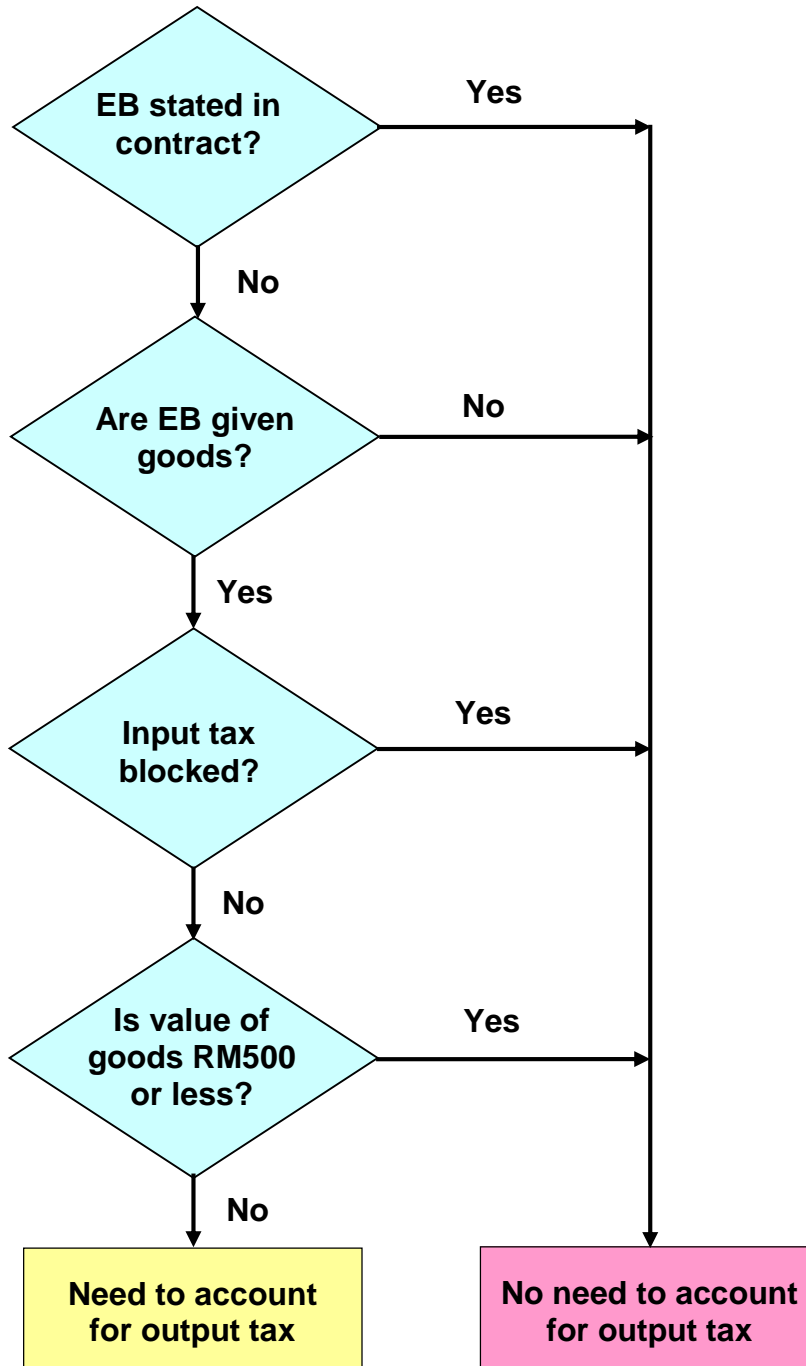 EB stated in
contract?
Yes
No
Are EB given
goods?
No
Yes
Input tax
blocked?
Yes
No
Is value of
goods RM500
or less?
Yes
No
Need to account
for output tax
No need to account
for output tax